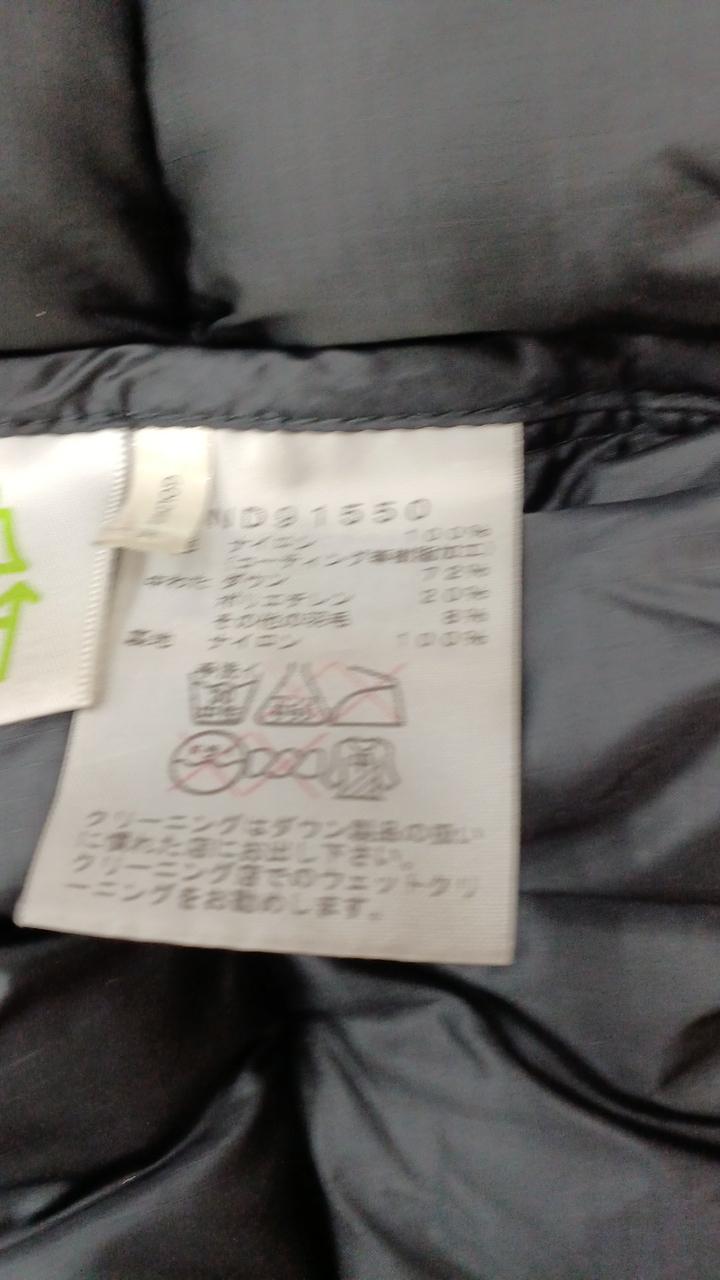 ND91550
ナイロン 100%
(コーティング等樹脂加工)
中わた ダウン 72%
ポリエチレン 20%
その他の羽毛 8%
裏地 ナイロン 100%
手洗イ
クリーニングはダウン製品の扱い
に慣れた店にお出し下さい。
クリーニング店でのウェットクリ
ーニングをお勧めします。